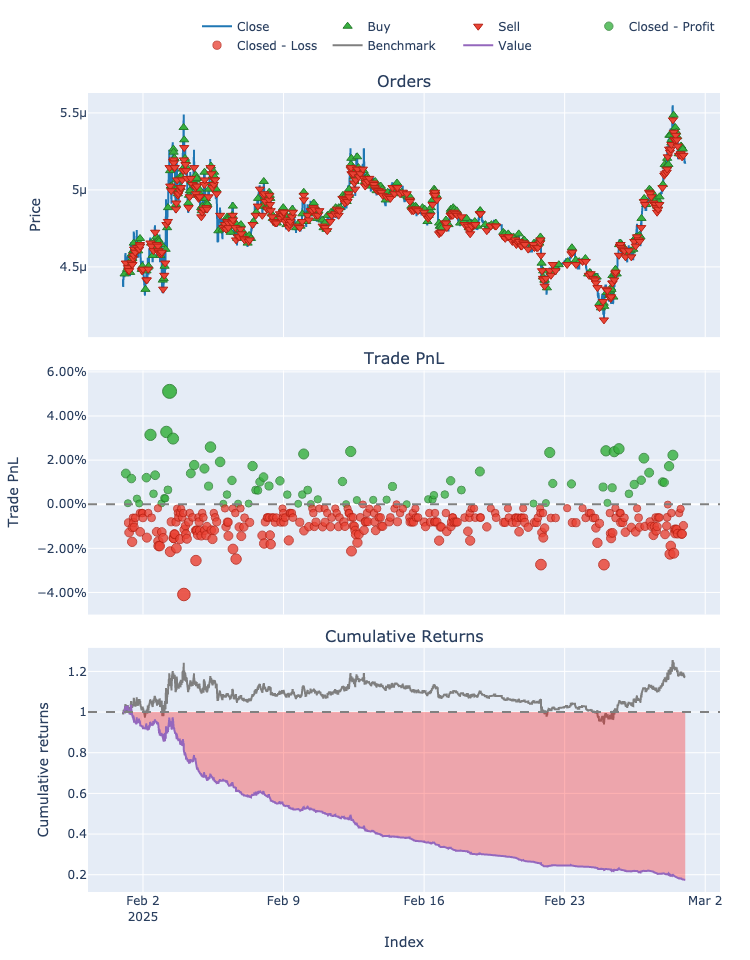 Close Buy Sell Closed - Profit
Closed - Loss Benchmark Value
Orders
5.5μ
5μ
4.5μ
Price
Trade PnL
6.00%
4.00%
2.00%
0.00%
−2.00%
−4.00%
Trade PnL
Cumulative Returns
1.2
1
0.8
0.6
0.4
0.2
Cumulative returns
Feb 2 Feb 9 Feb 16 Feb 23 Mar 2
2025
Index